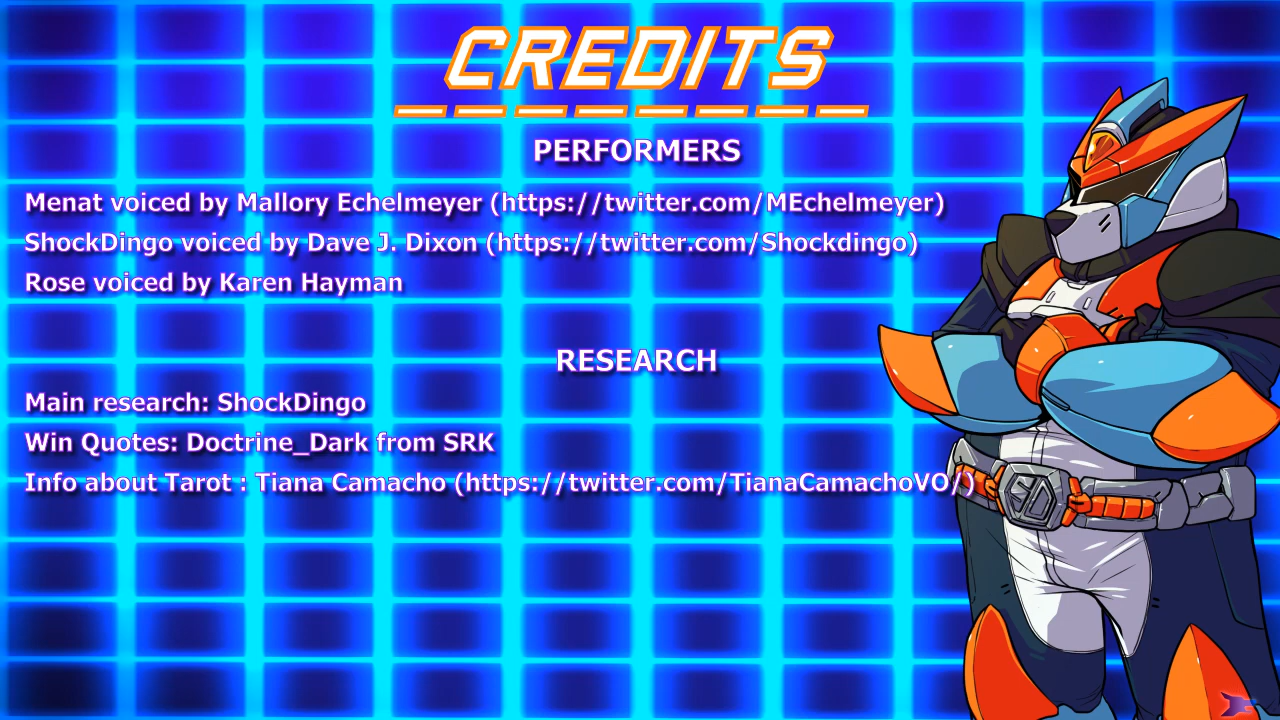 CREDITS
PERFORMERS
Menat voiced by Mallory Echelmeyer (https://twitter.com/MEchelmeyer)
ShockDingo voiced by Dave J. Dixon (https://twitter.com/Shockdingo)
Rose voiced by Karen Hayman
RESEARCH
Main research: ShockDingo
Win Quotes: Doctrine_Dark from SRK
Info about Tarot : Tiana Camacho (https://twitter.com/TianaCamachoVO/)